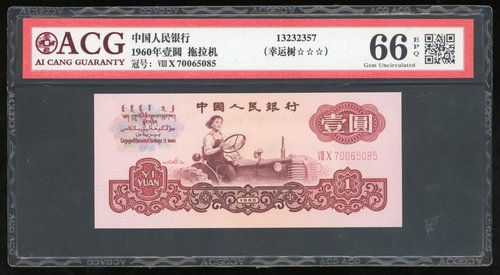 ACG
AI CANG GUARANTY
中国人民银行
1960年壹圆 拖拉机
冠号: VIII X 70065085
13232357
(幸运树☆☆☆)
66 EPQ
Gem Uncirculated
中國人民銀行
壹圓
VIII X 70065085
YI
YUAN
1960
1